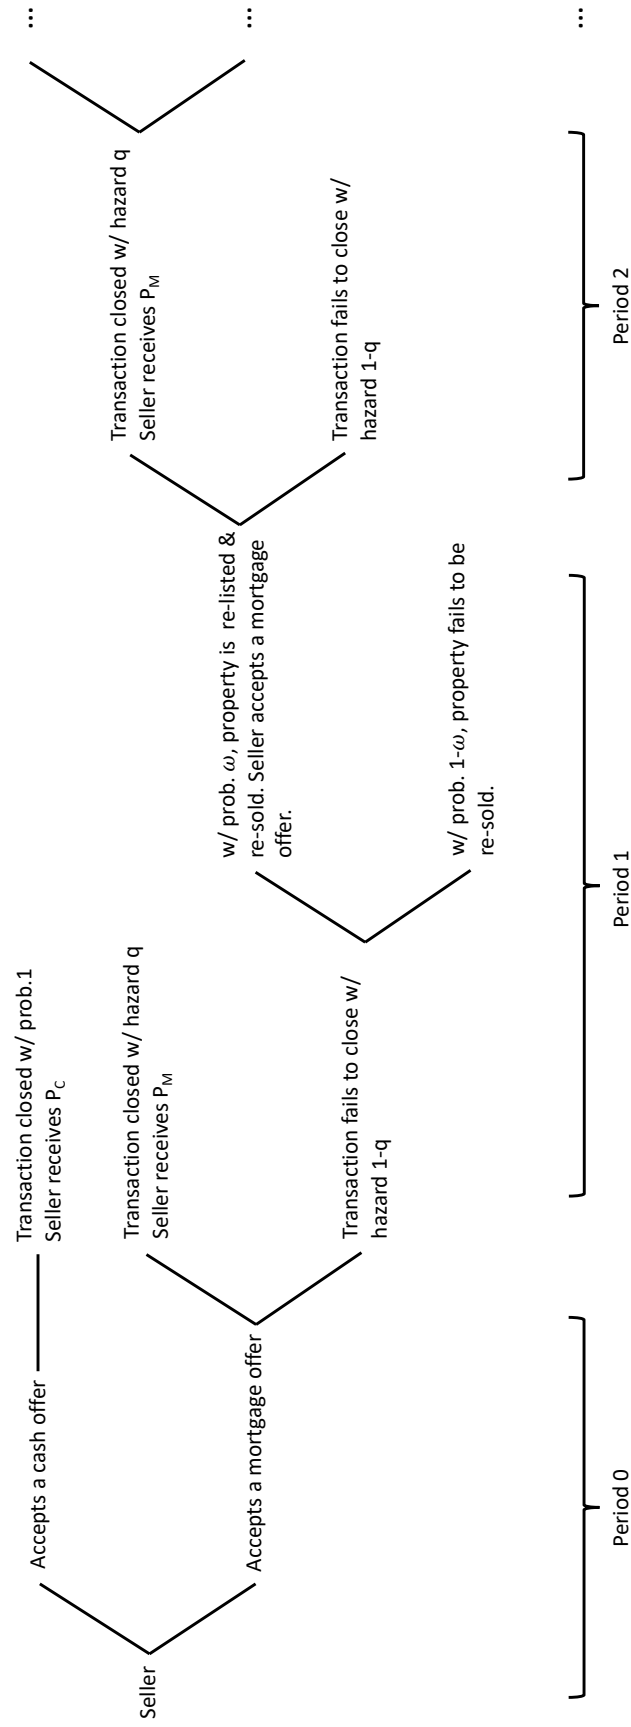 Seller
Accepts a cash offer
Accepts a mortgage offer
Transaction closed w/ prob.1
Seller receives P_C
Transaction closed w/ hazard q
Seller receives P_M
Transaction fails to close w/
hazard 1-q
w/ prob. ω, property is re-listed &
re-sold. Seller accepts a mortgage
offer.
w/ prob. 1-ω, property fails to be
re-sold.
Transaction closed w/ hazard q
Seller receives P_M
Transaction fails to close w/
hazard 1-q
...
...
...
Period 0
Period 1
Period 2